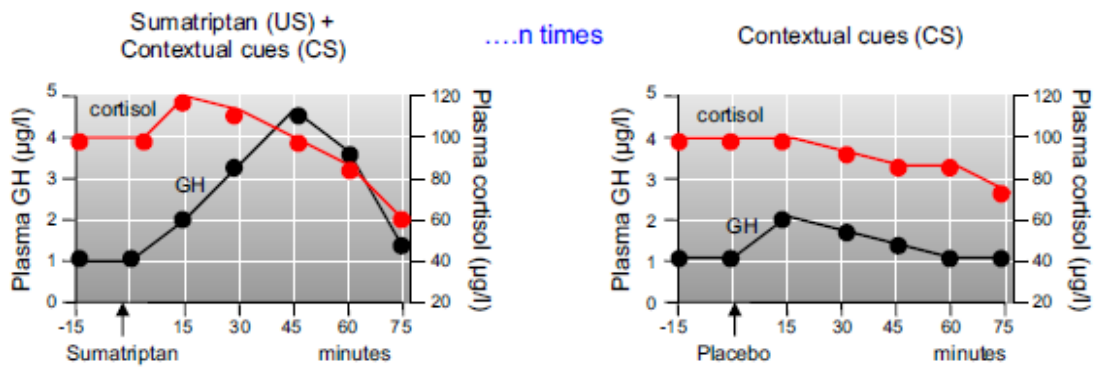 Sumatriptan (US) +
Contextual cues (CS)
....n times
Contextual cues (CS)
Plasma GH (µg/l)
5
4
3
2
1
0
cortisol
GH
120
100
80
60
40
20
Plasma cortisol (µg/l)
-15
15
30
45
60
75
Sumatriptan
minutes
Plasma GH (µg/l)
5
4
3
2
1
0
cortisol
GH
120
100
80
60
40
20
Plasma cortisol (µg/l)
-15
15
30
45
60
75
Placebo
minutes